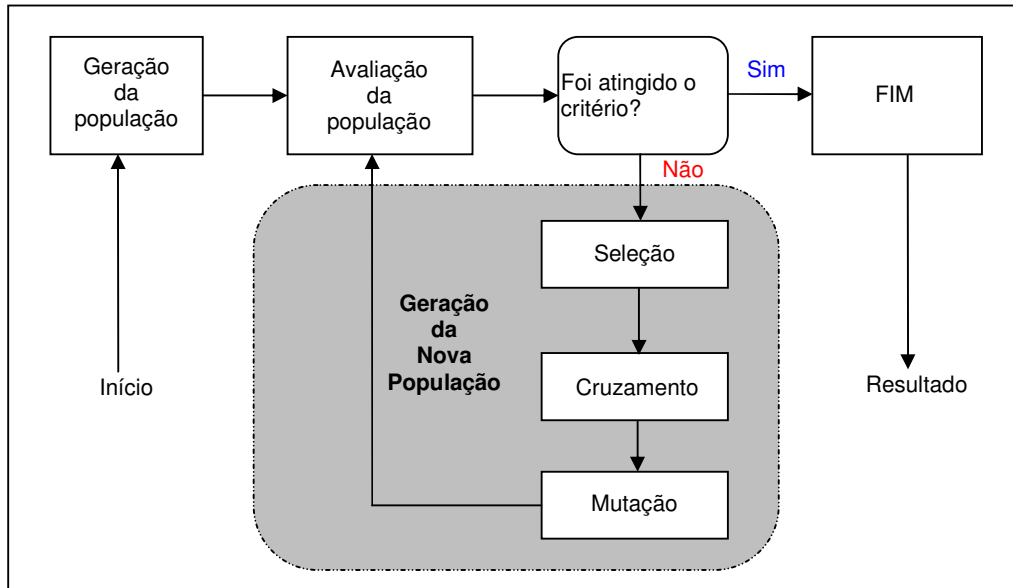 Geração
da
população
Avaliação
da
população
Foi atingido o
critério?
Sim
FIM
Não
Seleção
Geração
da
Nova
População
Cruzamento
Mutação
Início
Resultado